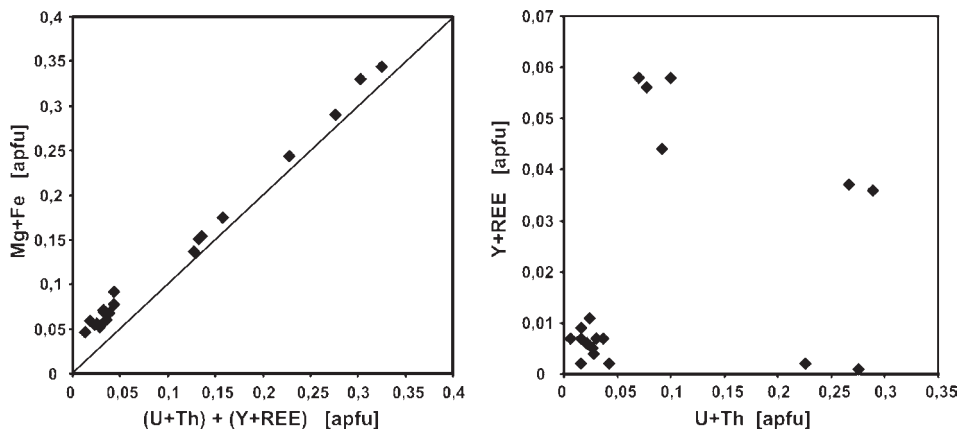 0,4
0,35
0,3
0,25
0,2
0,15
0,1
0,05
0
Mg+Fe [apfu]
0 0,05 0,1 0,15 0,2 0,25 0,3 0,35 0,4
(U+Th) + (Y+REE) [apfu]
0,07
0,06
0,05
0,04
0,03
0,02
0,01
0
Y+REE [apfu]
0 0,05 0,1 0,15 0,2 0,25 0,3 0,35
U+Th [apfu]